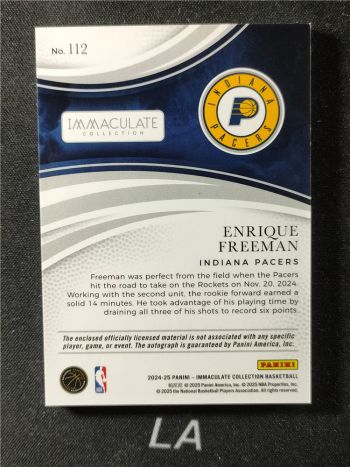 No. 112
IMMACULATE
COLLECTION
INDIANA
PACERS
ENRIQUE
FREEMAN
INDIANA PACERS
Freeman was perfect from the field when the Pacers
hit the road to take on the Rockets on Nov. 20, 2024.
Working with the second unit, the rookie forward earned a
solid 14 minutes. He took advantage of his playing time by
draining all three of his shots to record six points.
The enclosed officially licensed material is not associated with any specific
player, game, or event. The autograph is guaranteed by Panini America, Inc.
PANINI
2024-25 PANINI - IMMACULATE COLLECTION BASKETBALL
© 2025 Panini America, Inc. © 2025 NBA Properties, Inc.
© 2025 the National Basketball Players Association. All rights reserved.
NBA
LA